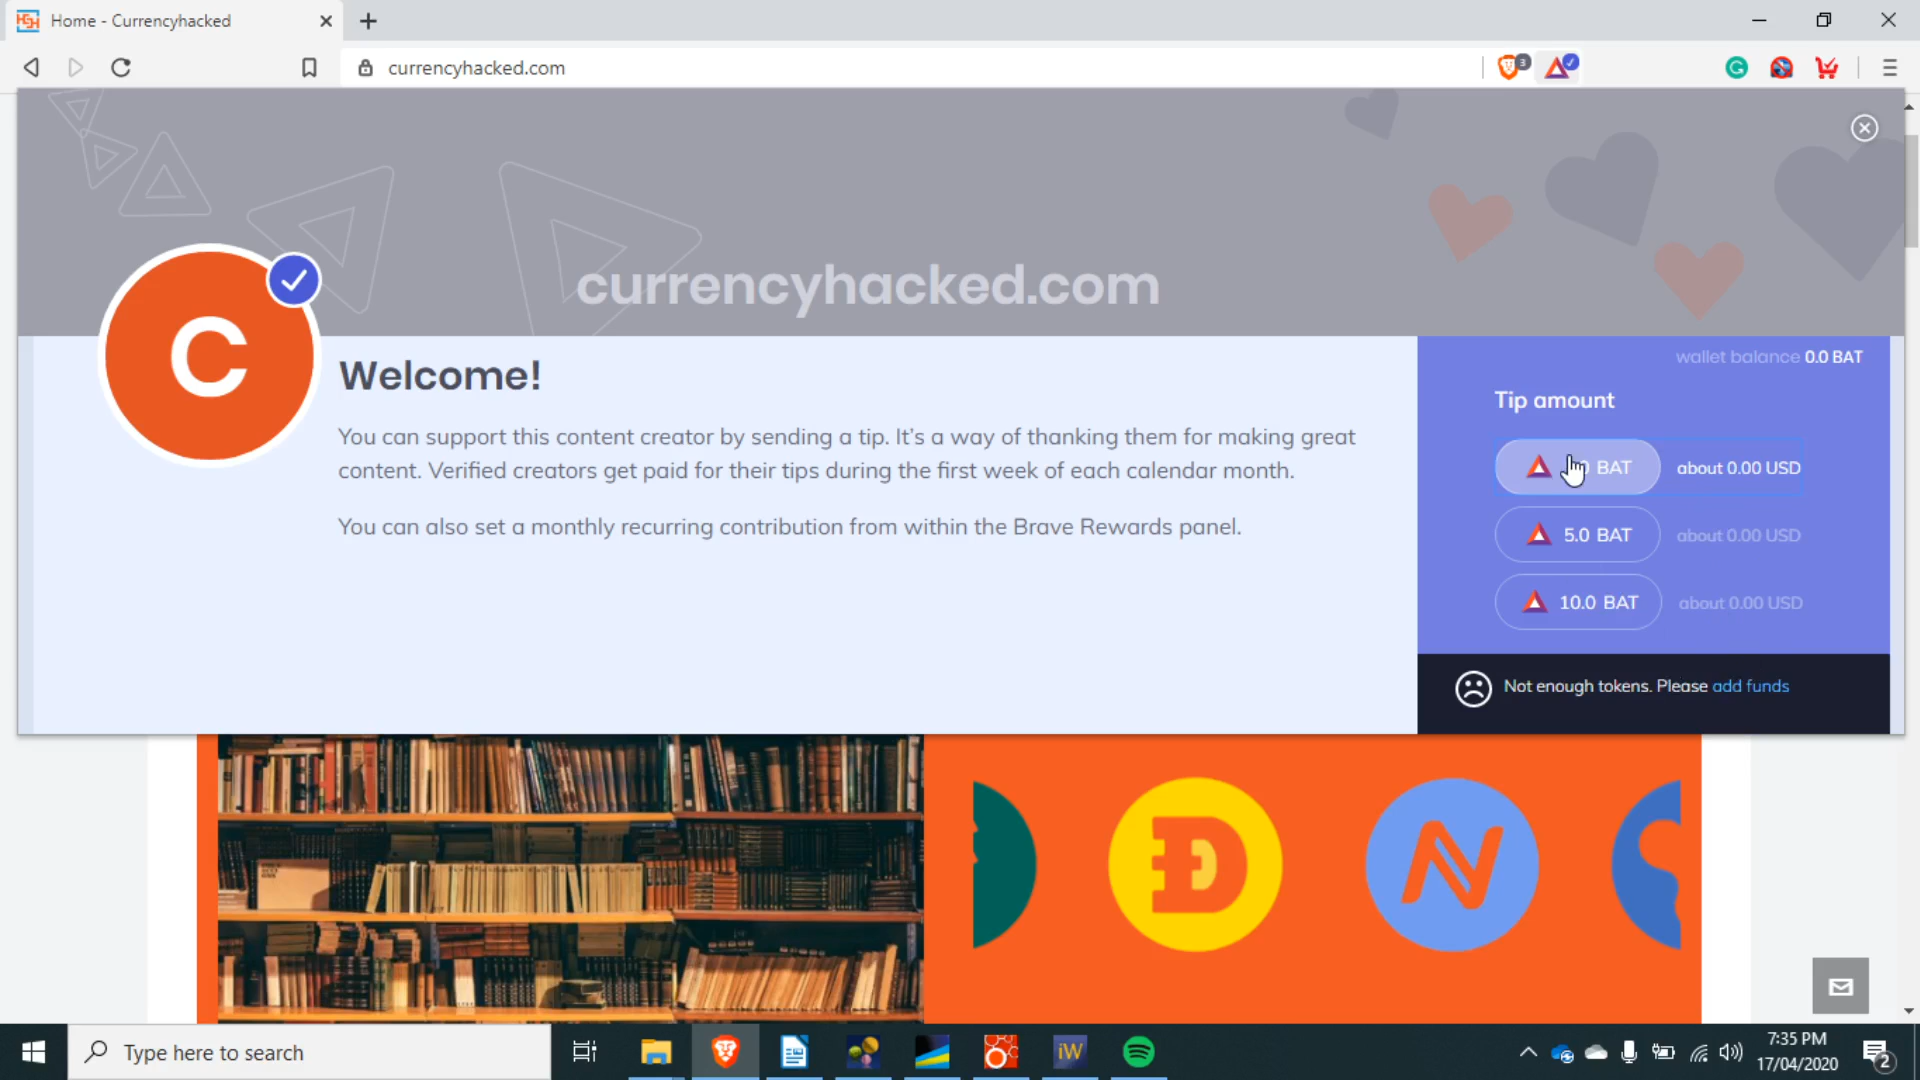 Home - Currencyhacked
currencyhacked.com
3
currencyhacked.com
C
Welcome!
You can support this content creator by sending a tip. It's a way of thanking them for making great
content. Verified creators get paid for their tips during the first week of each calendar month.
You can also set a monthly recurring contribution from within the Brave Rewards panel.
wallet balance 0.0 BAT
Tip amount
BAT about 0.00 USD
5.0 BAT about 0.00 USD
10.0 BAT about 0.00 USD
Not enough tokens. Please add funds
Type here to search
iW
7:35 PM
17/04/2020
2